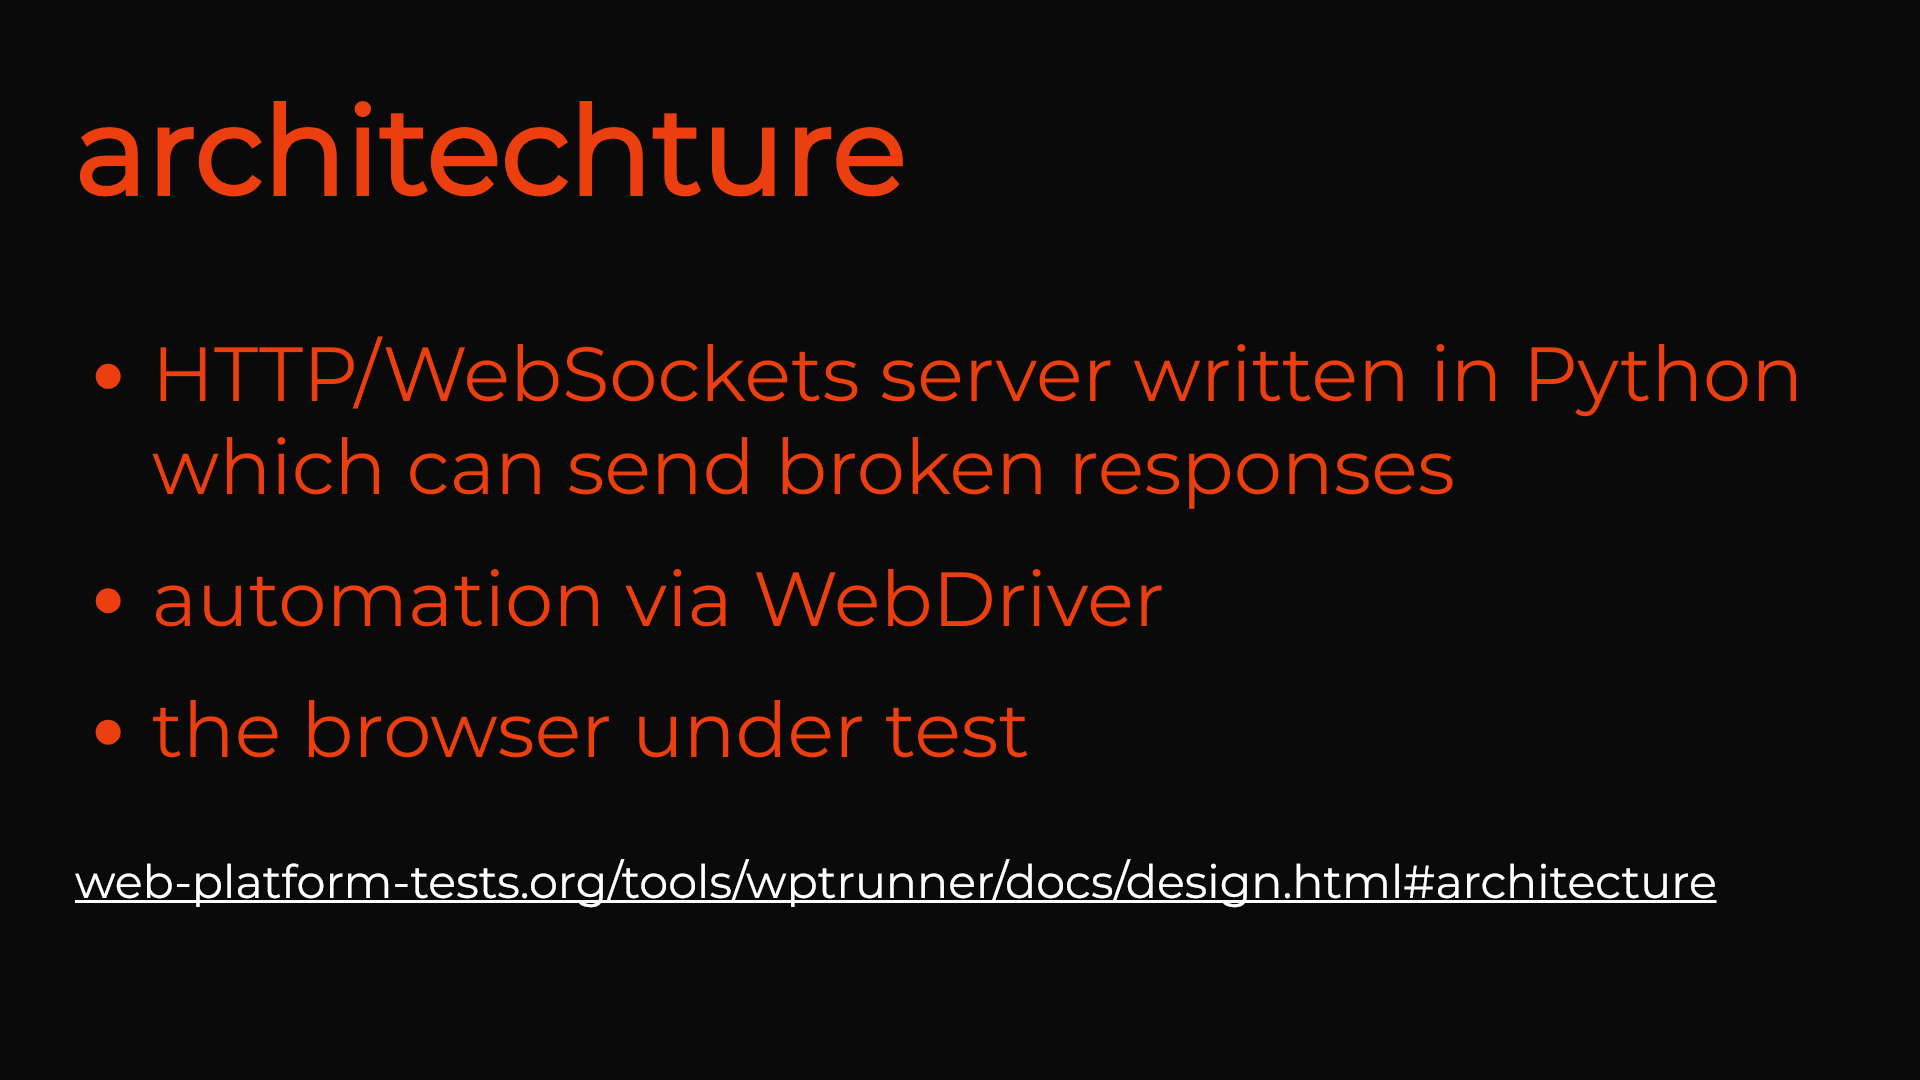 architechture
• HTTP/WebSockets server written in Python
which can send broken responses
• automation via WebDriver
• the browser under test
web-platform-tests.org/tools/wptrunner/docs/design.html#architecture